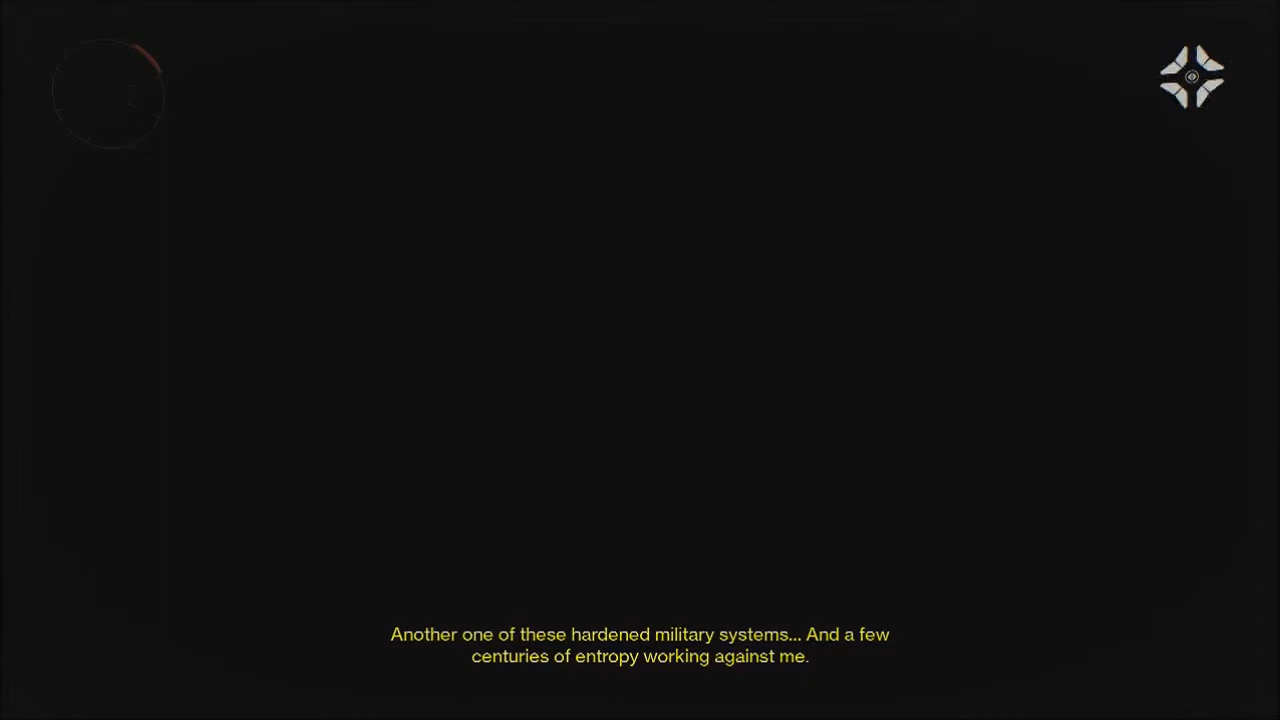 Another one of these hardened military systems... And a few
centuries of entropy working against me.